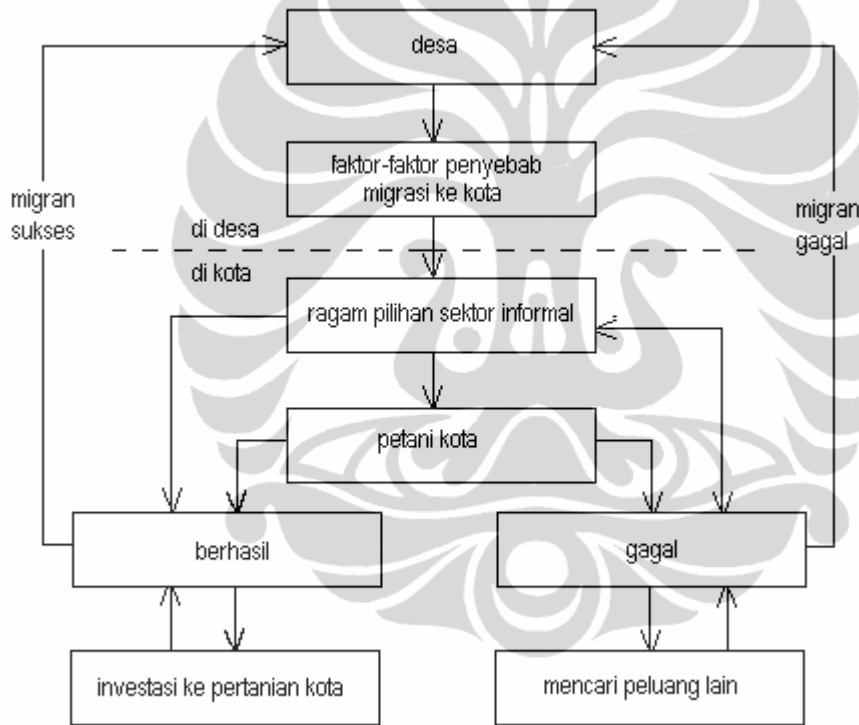 desa
faktor-faktor penyebab
migrasi ke kota
migran
sukses
migran
gagal
di desa
di kota
ragam pilihan sektor informal
petani kota
berhasil
gagal
investasi ke pertanian kota
mencari peluang lain